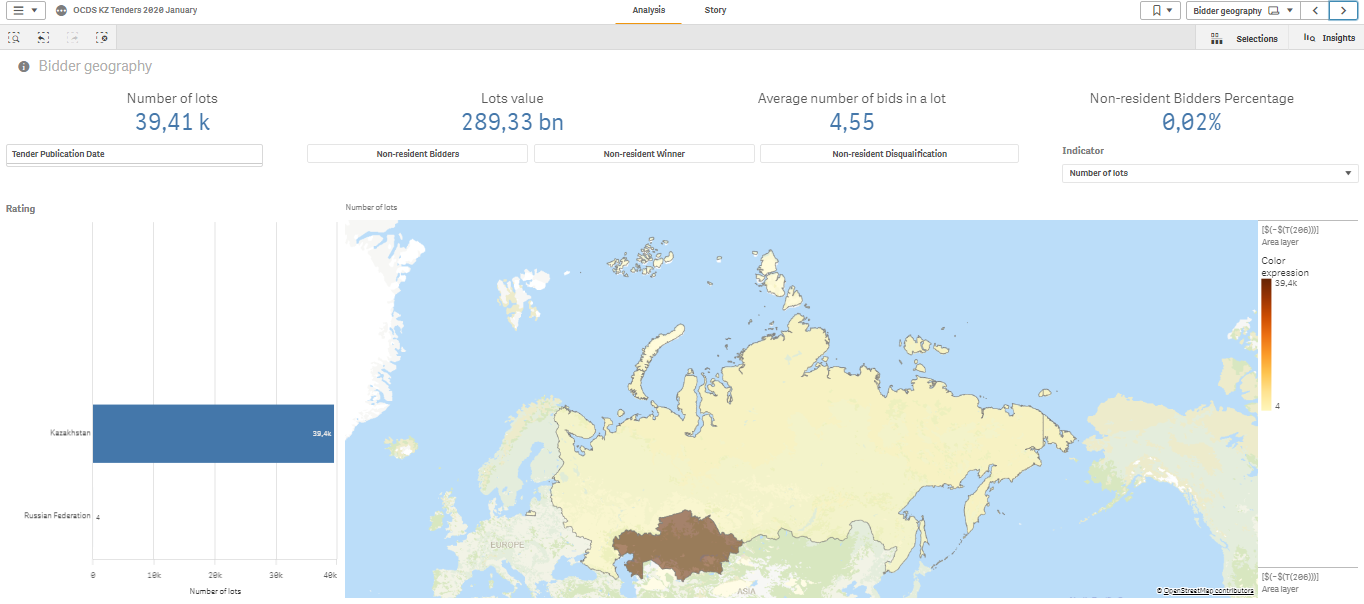 OCDS KZ Tenders 2020 January
Analysis
Story
Bidder geography
Selections
Insights
Bidder geography
Number of lots
39,41 k
Lots value
289,33 bn
Average number of bids in a lot
4,55
Non-resident Bidders Percentage
0,02%
Tender Publication Date
Non-resident Bidders
Non-resident Winner
Non-resident Disqualification
Indicator
Number of lots
Rating
Kazakhstan
39,4k
Russian Federation
4
0 10k 20k 30k 40k
Number of lots
Number of lots
EUROPE
ASIA
© OpenStreetMap contributors
[$(-$(T(206)))]
Area layer
Color
expression
39,4k
4
[$(-$(T(206)))]
Area layer